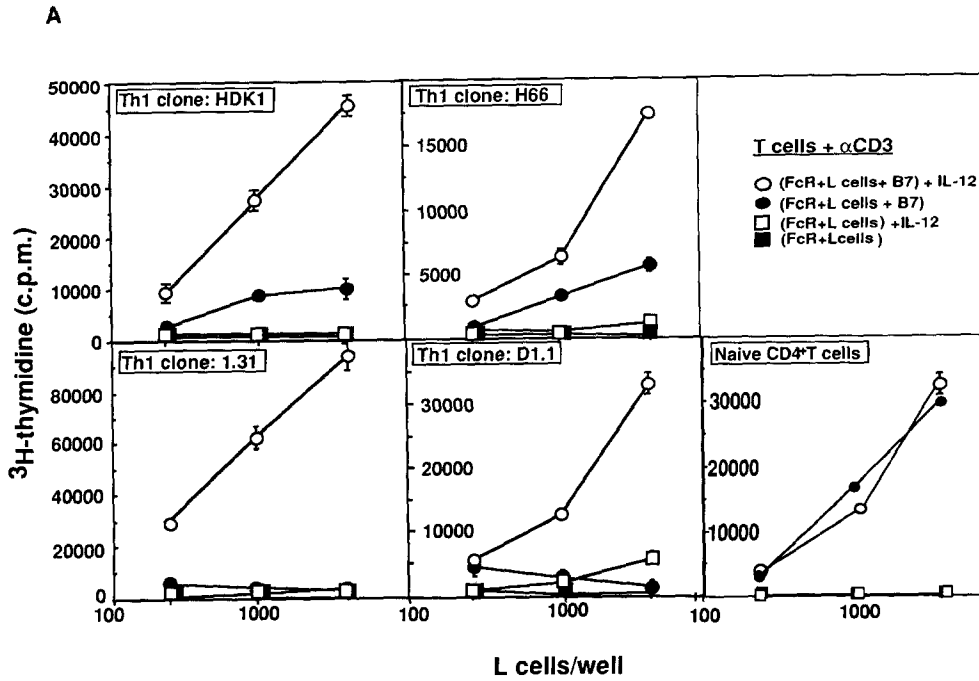 A
50000
40000
30000
20000
10000
0
Th1 clone: HDK1
15000
10000
5000
Th1 clone: H66
T cells + αCD3
(FcR+L cells+ B7) + IL-12
(FcR+L cells + B7)
(FcR+L cells) +IL-12
(FcR+Lcells)
³H-thymidine (c.p.m.)
80000
60000
40000
20000
0
Th1 clone: 1.31
30000
20000
10000
Th1 clone: D1.1
30000
20000
10000
Naive CD4⁺T cells
100
1000
100
1000
100
1000
L cells/well